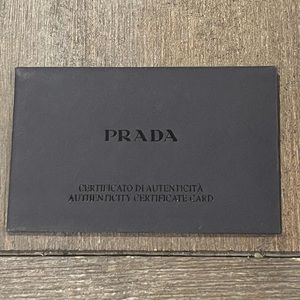 PRADA
CERTIFICATO DI AUTENTICITÀ
AUTHENTICITY CERTIFICATE CARD